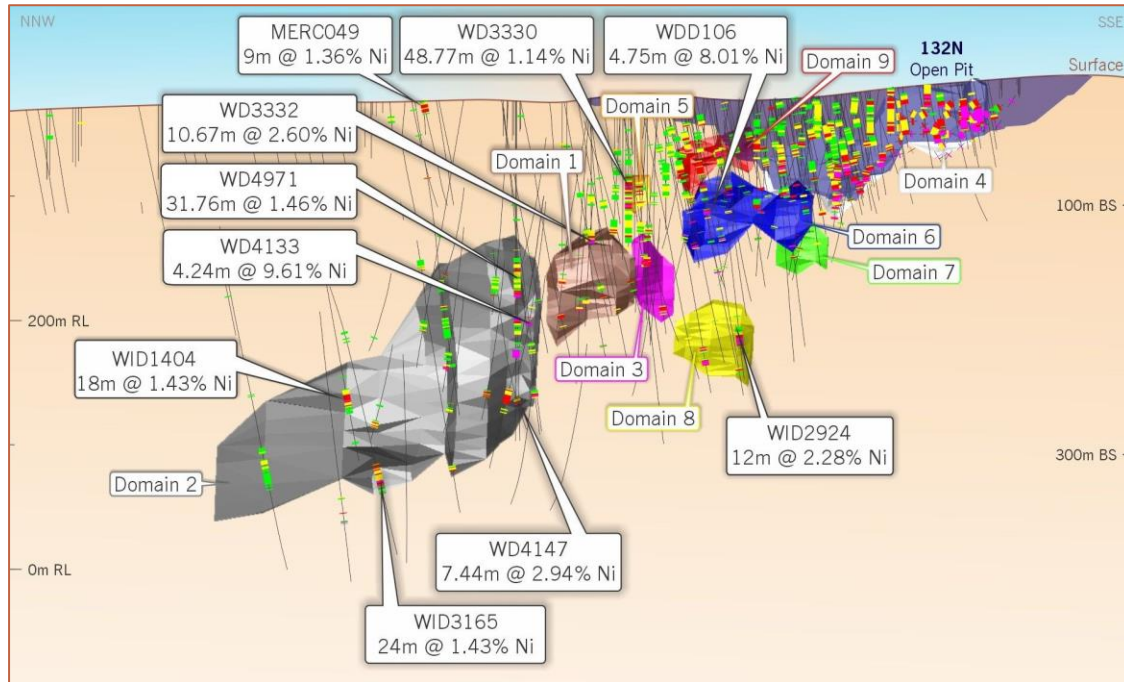 NNW
SSE
MERC049
9m @ 1.36% Ni
WD3330
48.77m @ 1.14% Ni
WDD106
4.75m @ 8.01% Ni
Domain 9
132N
Open Pit
Surface
WD3332
10.67m @ 2.60% Ni
Domain 5
Domain 1
Domain 4
WD4971
31.76m @ 1.46% Ni
100m BS
Domain 6
WD4133
4.24m @ 9.61% Ni
Domain 7
200m RL
WID1404
18m @ 1.43% Ni
Domain 3
Domain 8
WID2924
12m @ 2.28% Ni
300m BS
Domain 2
WD4147
7.44m @ 2.94% Ni
0m RL
WID3165
24m @ 1.43% Ni